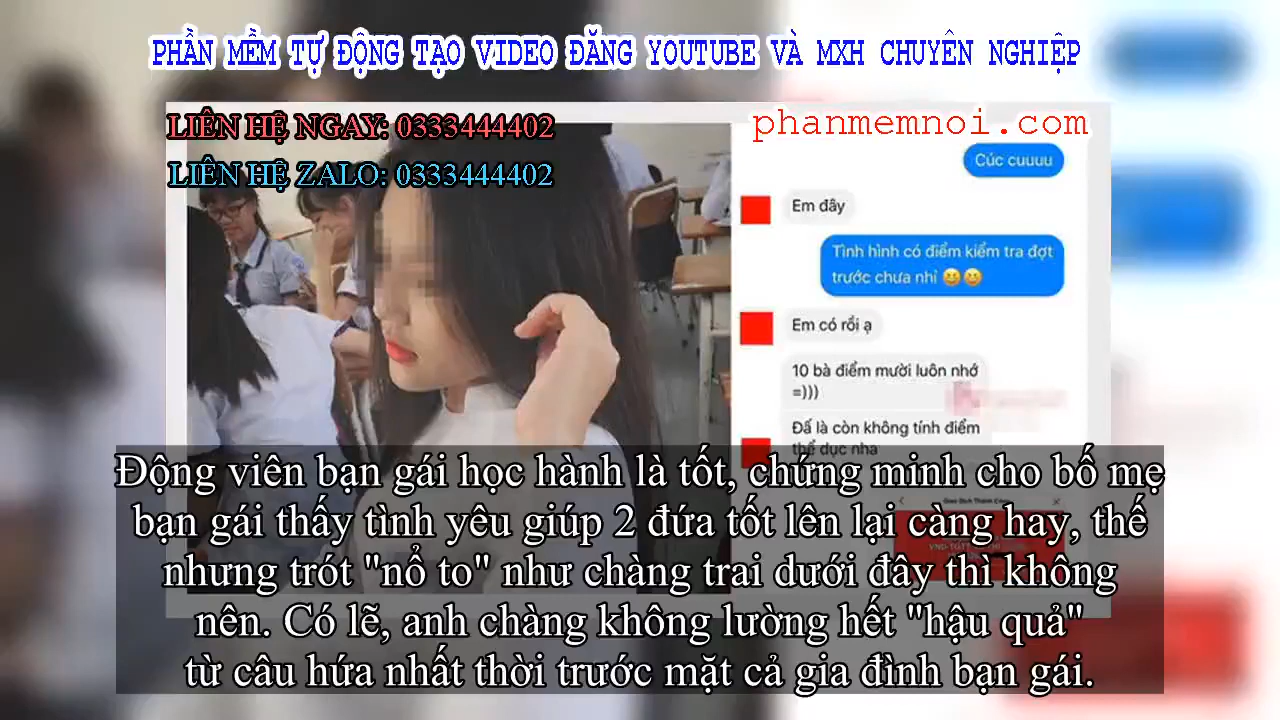 PHẦN MỀM TỰ ĐỘNG TẠO VIDEO ĐĂNG YOUTUBE VÀ MXH CHUYÊN NGHIỆP
LIÊN HỆ NGAY: 0333444402
phanmemnoi.com
LIÊN HỆ ZALO: 0333444402
Cúc cuuuu
Em đây
Tình hình có điểm kiểm tra đợt
trước chưa nhỉ 😆😆
Em có rồi ạ
10 bà điểm mười luôn nhớ
=)))
Đấ là còn không tính điểm
thể dục nha
Động viên bạn gái học hành là tốt, chứng minh cho bố mẹ
bạn gái thấy tình yêu giúp 2 đứa tốt lên lại càng hay, thế
nhưng trót "nổ to" như chàng trai dưới đây thì không
nên. Có lẽ, anh chàng không lường hết "hậu quả"
từ câu hứa nhất thời trước mặt cả gia đình bạn gái.